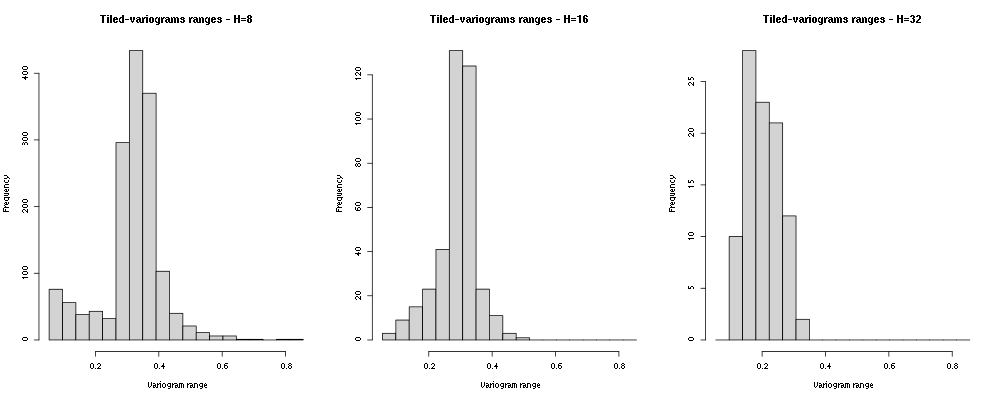 Tiled-variograms ranges - H=8
Frequency
0
100
200
300
400
0.2 0.4 0.6 0.8
Variogram range
Tiled-variograms ranges - H=16
Frequency
0
20
40
60
80
100
120
0.2 0.4 0.6 0.8
Variogram range
Tiled-variograms ranges - H=32
Frequency
0
5
10
15
20
25
0.2 0.4 0.6 0.8
Variogram range